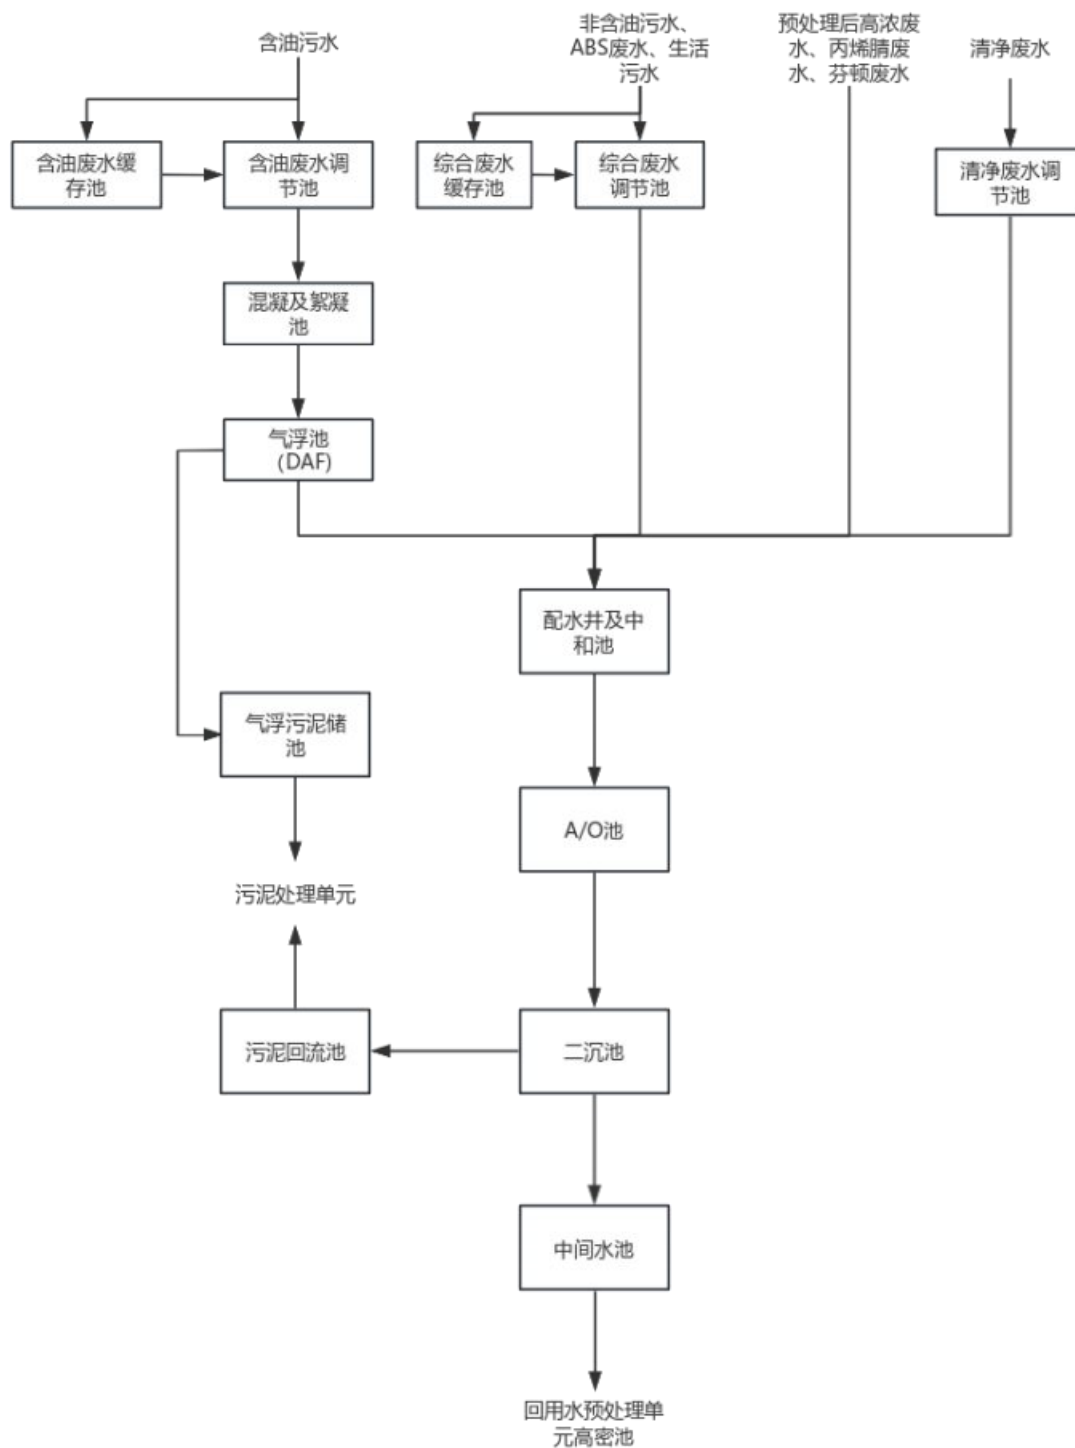 含油污水
非含油污水、
ABS废水、生活
污水
预处理后高浓废
水、丙烯腈废
水、芬顿废水
清净废水
含油废水缓
存池
含油废水调
节池
综合废水
缓存池
综合废水
调节池
清净废水调
节池
混凝及絮凝
池
气浮池
（DAF)
配水井及中
和池
气浮污泥储
池
A/O池
污泥处理单元
污泥回流池
二沉池
中间水池
回用水预处理单
元高密池